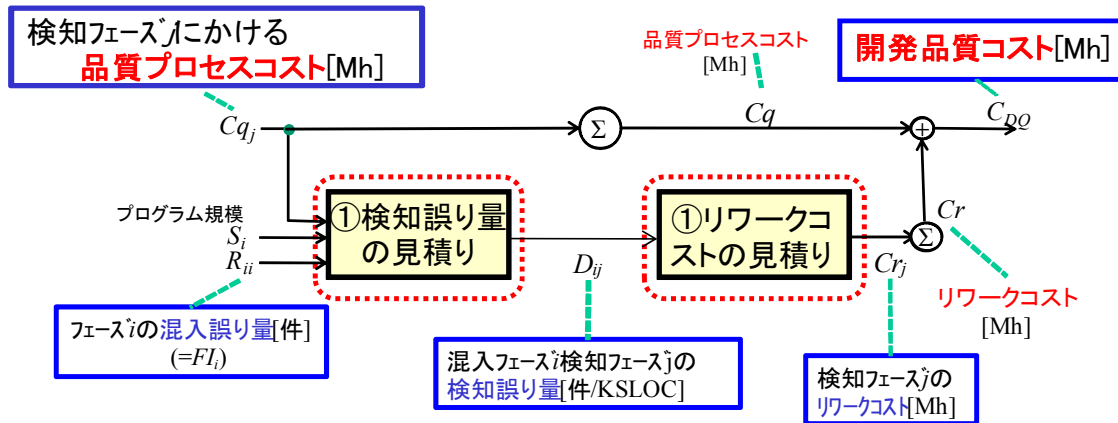 検知フェーズjにかける
品質プロセスコスト[Mh]
品質プロセスコスト
[Mh]
開発品質コスト[Mh]
Cqj
Σ
Cq
+
CDQ
プログラム規模
Si
Rii
①検知誤り量
の見積り
Dij
①リワークコ
ストの見積り
Crj
Σ
Cr
リワークコスト
[Mh]
フェーズiの混入誤り量[件]
(=FIi)
混入フェーズi検知フェーズjの
検知誤り量[件/KSLOC]
検知フェーズjの
リワークコスト[Mh]